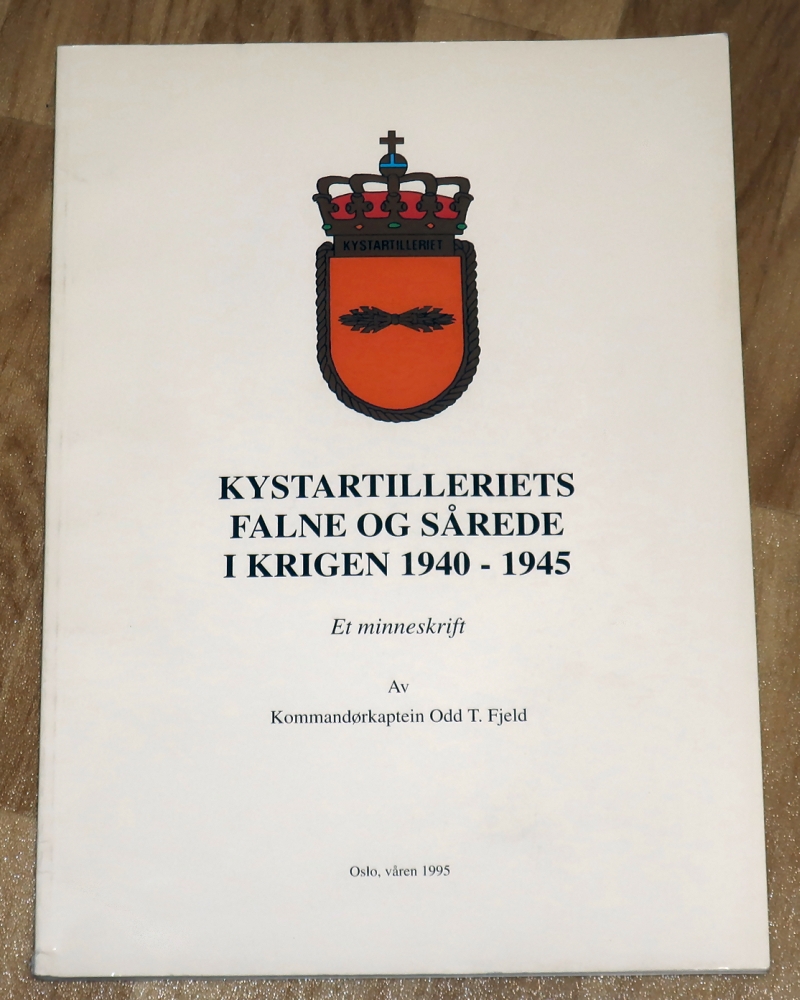 KYSTARTILLERIET
KYSTARTILLERIETS
FALNE OG SÅREDE
I KRIGEN 1940 - 1945
Et minneskrift
Av
Kommandørkaptein Odd T. Fjeld
Oslo, våren 1995